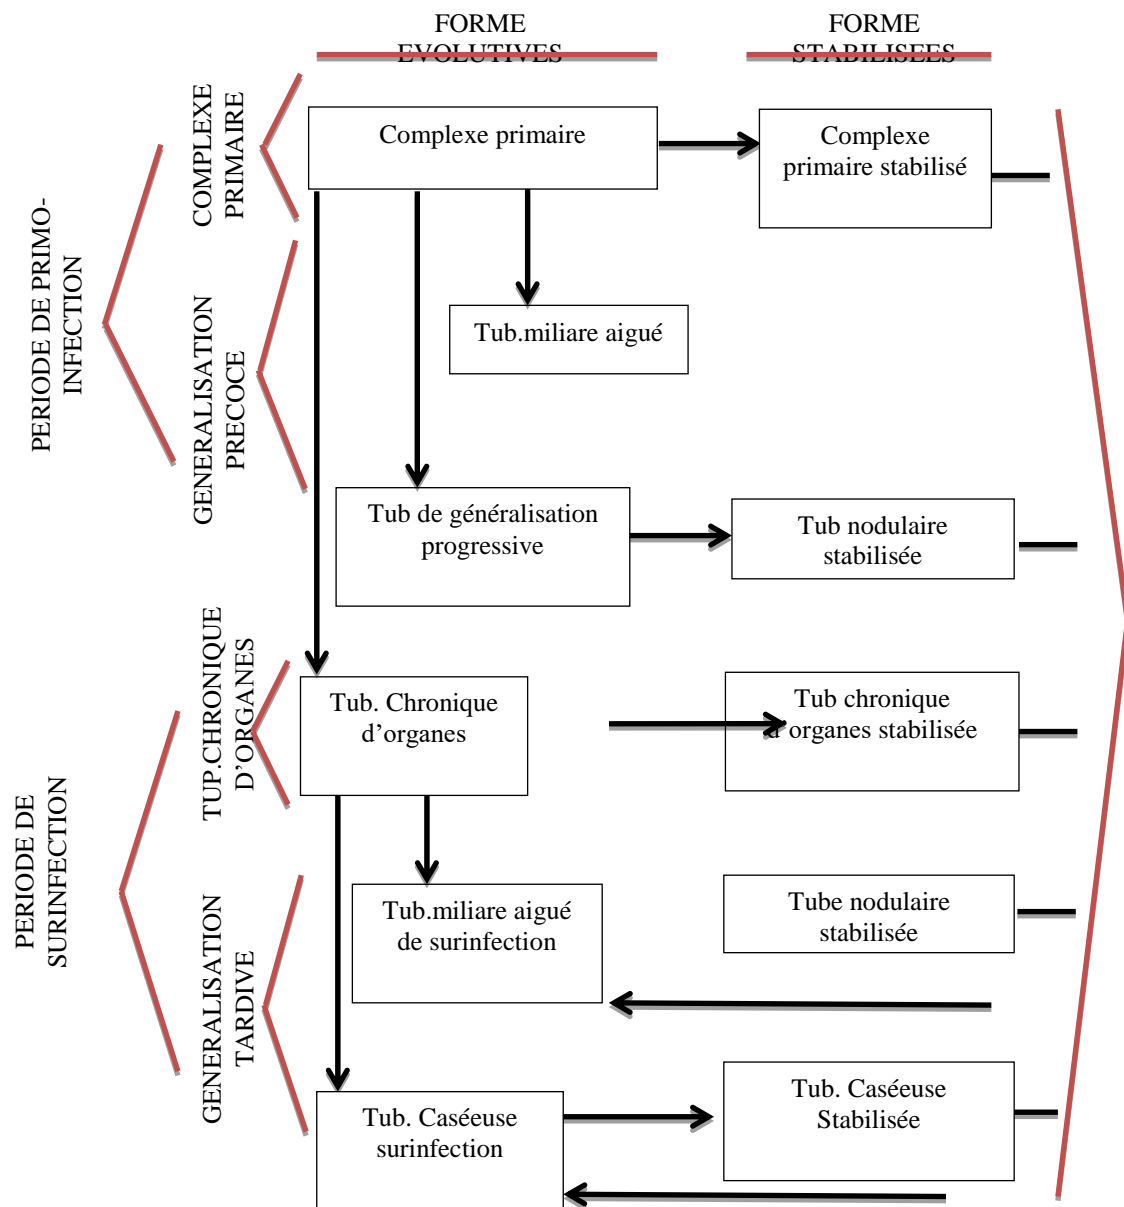 FORME
EVOLUTIVES
FORME
STABILISEES
PERIODE DE PRIMO-
INFECTION
COMPLEXE
PRIMAIRE
Complexe primaire
Complexe
primaire stabilisé
GENERALISATION
PRECOCE
Tub.miliare aigué
Tub de généralisation
progressive
Tub nodulaire
stabilisée
PERIODE DE
SURINFECTION
TUP.CHRONIQUE
D’ORGANES
Tub. Chronique
d’organes
Tub chronique
d’organes stabilisée
GENERALISATION
TARDIVE
Tub.miliare aigué
de surinfection
Tube nodulaire
stabilisée
Tub. Caséeuse
surinfection
Tub. Caséeuse
Stabilisée